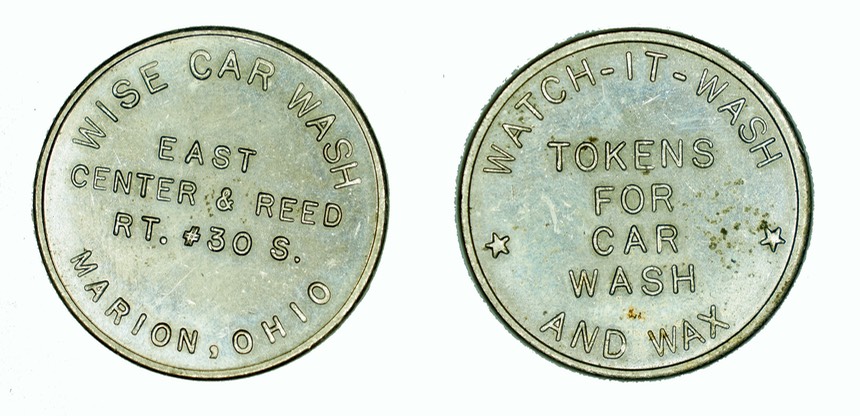 WISE CAR WASH
EAST
CENTER & REED
RT. #30 S.
MARION, OHIO
WATCH-IT-WASH
TOKENS
FOR
CAR
WASH
AND WAX